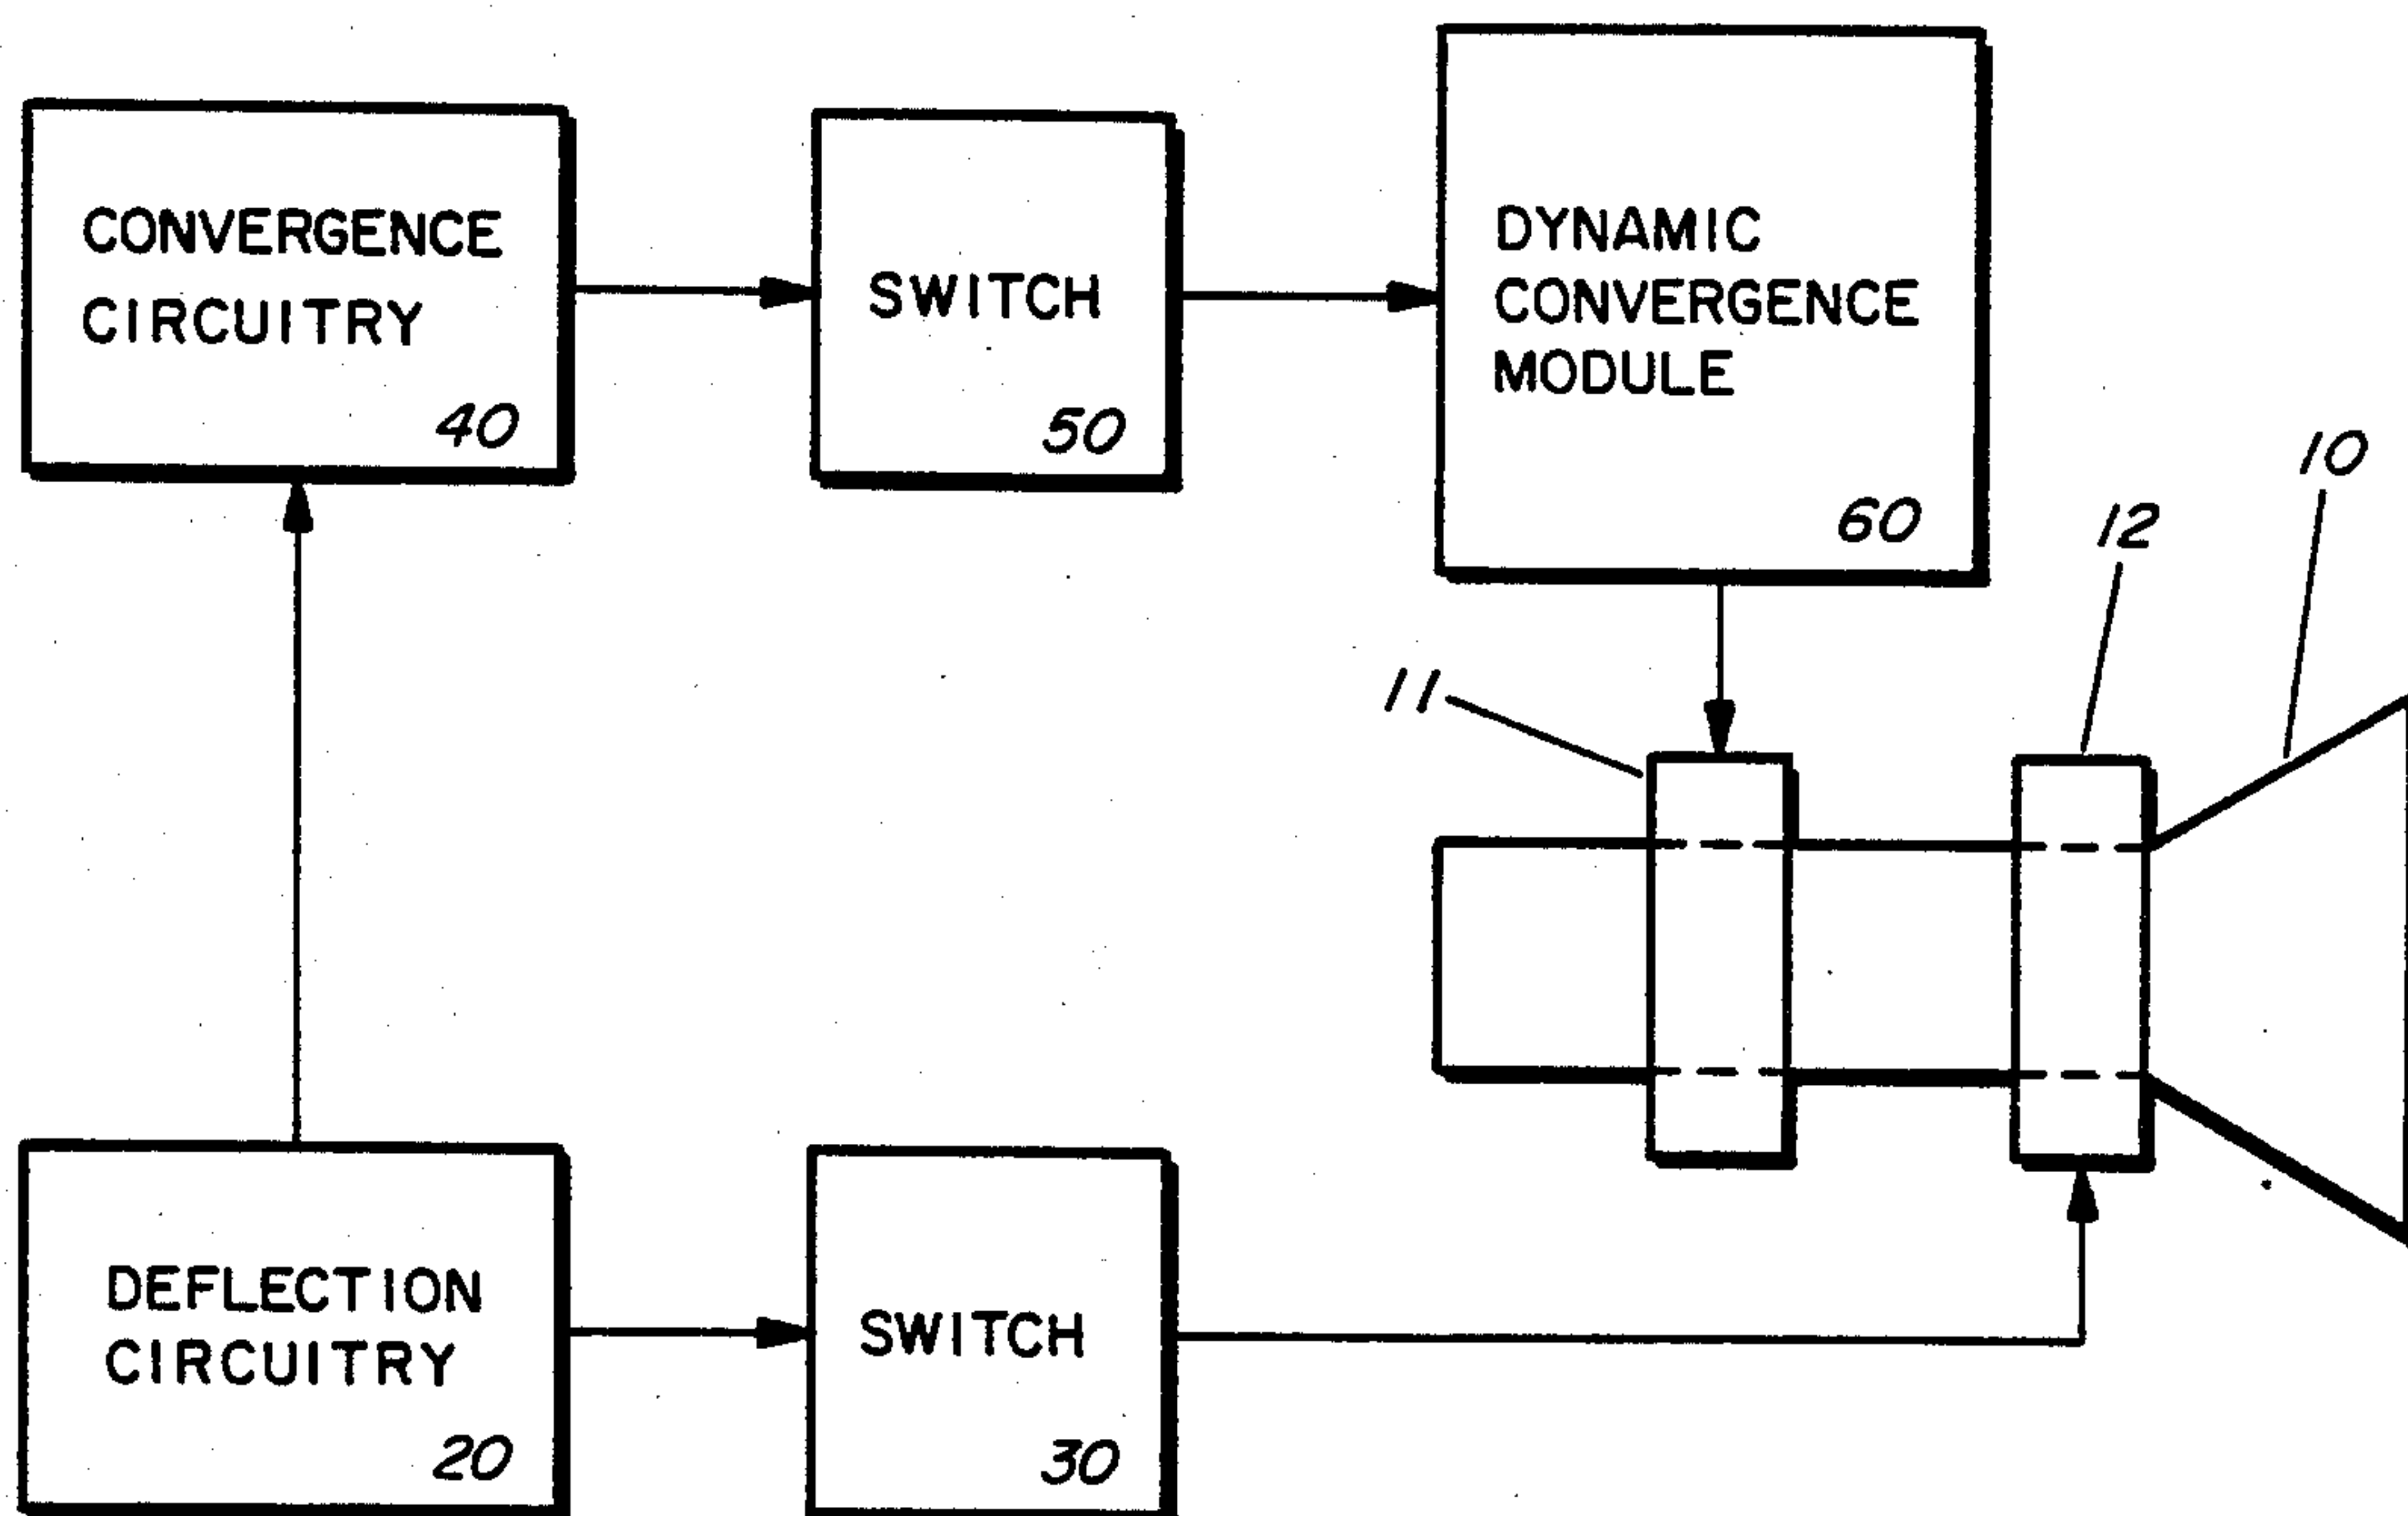 CONVERGENCE
CIRCUITRY
40
SWITCH
50
DYNAMIC
CONVERGENCE
MODULE
60
10
12
11
DEFLECTION
CIRCUITRY
20
SWITCH
30